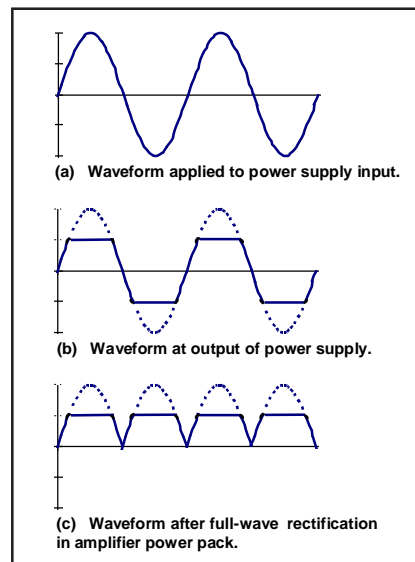 (a) Waveform applied to power supply input.
(b) Waveform at output of power supply.
(c) Waveform after full-wave rectification
in amplifier power pack.